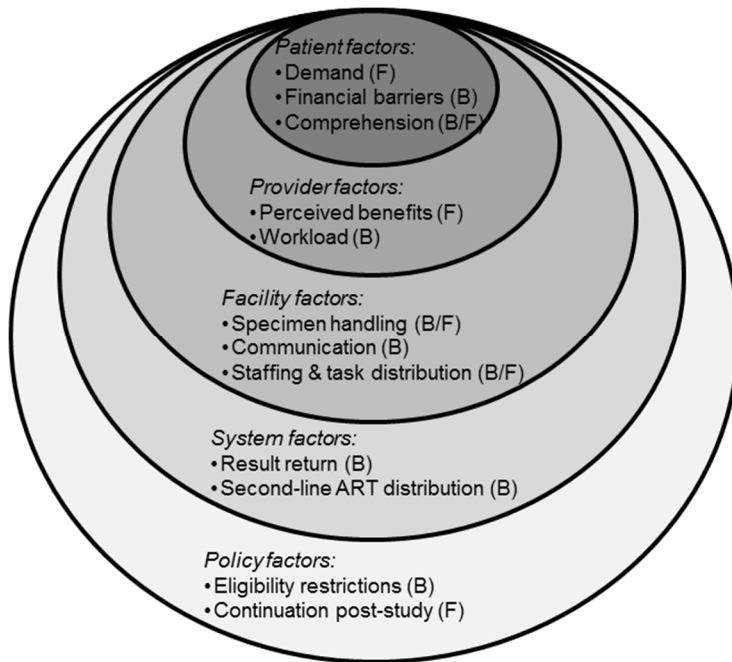 Patient factors:
•Demand (F)
•Financial barriers (B)
•Comprehension (B/F)
Provider factors:
•Perceived benefits (F)
•Workload (B)
Facility factors:
•Specimen handling (B/F)
•Communication (B)
•Staffing & task distribution (B/F)
System factors:
•Result return (B)
•Second-line ART distribution (B)
Policy factors:
•Eligibility restrictions (B)
•Continuation post-study (F)